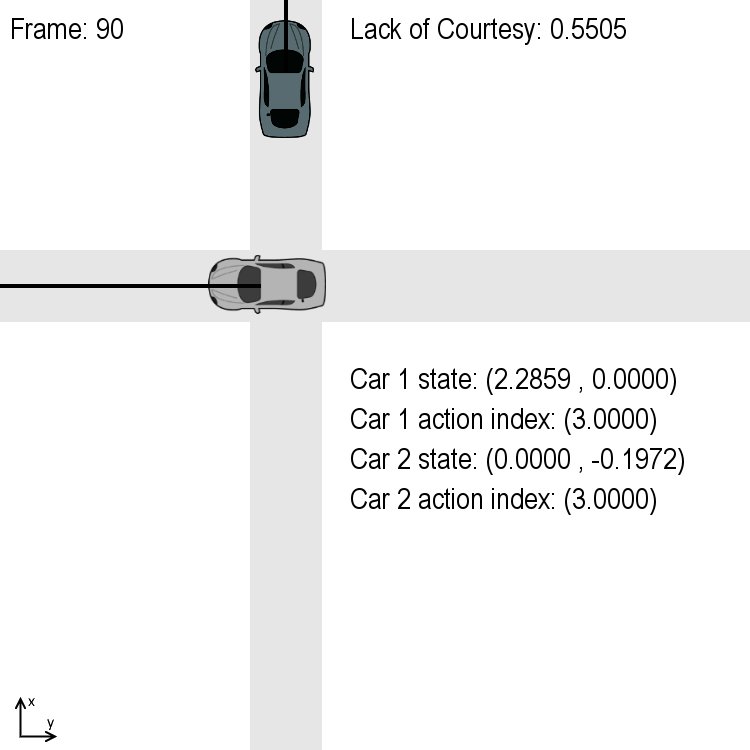 Frame: 90
Lack of Courtesy: 0.5505
Car 1 state: (2.2859 , 0.0000)
Car 1 action index: (3.0000)
Car 2 state: (0.0000 , -0.1972)
Car 2 action index: (3.0000)
x
y